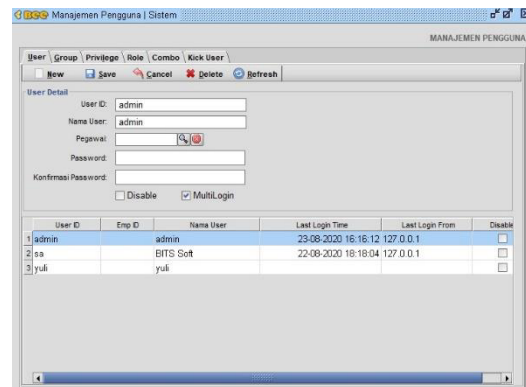 Manajemen Pengguna | Sistem
MANAJEMEN PENGGUNA
User Group Privilege Role Combo Kick User
New Save Cancel Delete Refresh
User Detail
User ID: admin
Nama User: admin
Pegawai:
Password:
Konfirmasi Password:
Disable MultiLogin
User ID Emp ID Nama User Last Login Time Last Login From Disable
1 admin admin 23-08-2020 16:16:12 127.0.0.1
2 sa BITS Soft 22-08-2020 18:18:04 127.0.0.1
3 yuli yuli